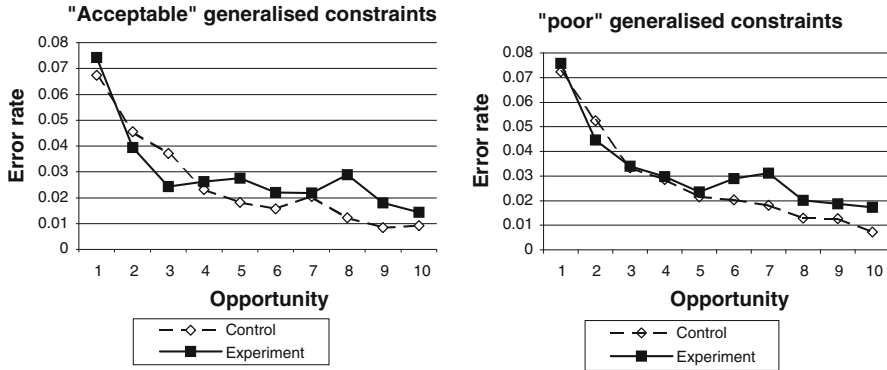 "Acceptable" generalised constraints
0.08
0.07
0.06
0.05
0.04
0.03
0.02
0.01
0
Error rate
1 2 3 4 5 6 7 8 9 10
Opportunity
Control
Experiment
"poor" generalised constraints
0.08
0.07
0.06
0.05
0.04
0.03
0.02
0.01
0
Error rate
1 2 3 4 5 6 7 8 9 10
Opportunity
Control
Experiment